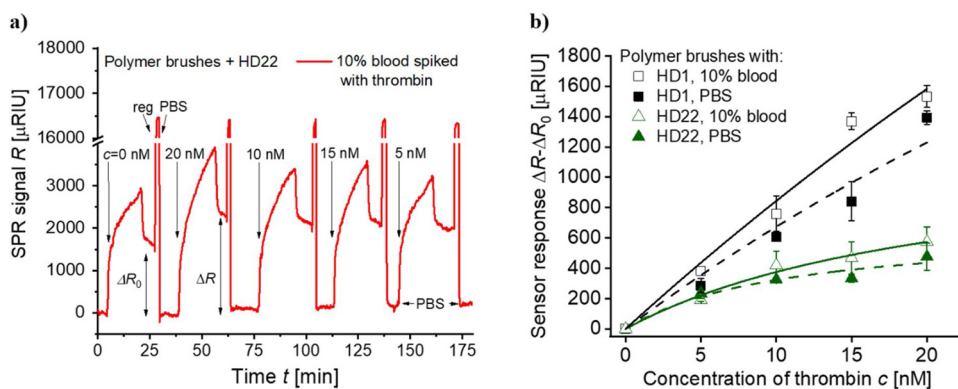 a)
SPR signal R [μRIU]
18000
17000
16000
3000
2000
1000
0
Polymer brushes + HD22
10% blood spiked
with thrombin
reg PBS
c=0 nM
20 nM
10 nM
15 nM
5 nM
ΔR0
ΔR
PBS
0 25 50 75 100 125 150 175
Time t [min]
b)
Sensor response ΔR-ΔR0 [μRIU]
1800
1600
1400
1200
1000
800
600
400
200
0
Polymer brushes with:
HD1, 10% blood
HD1, PBS
HD22, 10% blood
HD22, PBS
0 5 10 15 20
Concentration of thrombin c [nM]